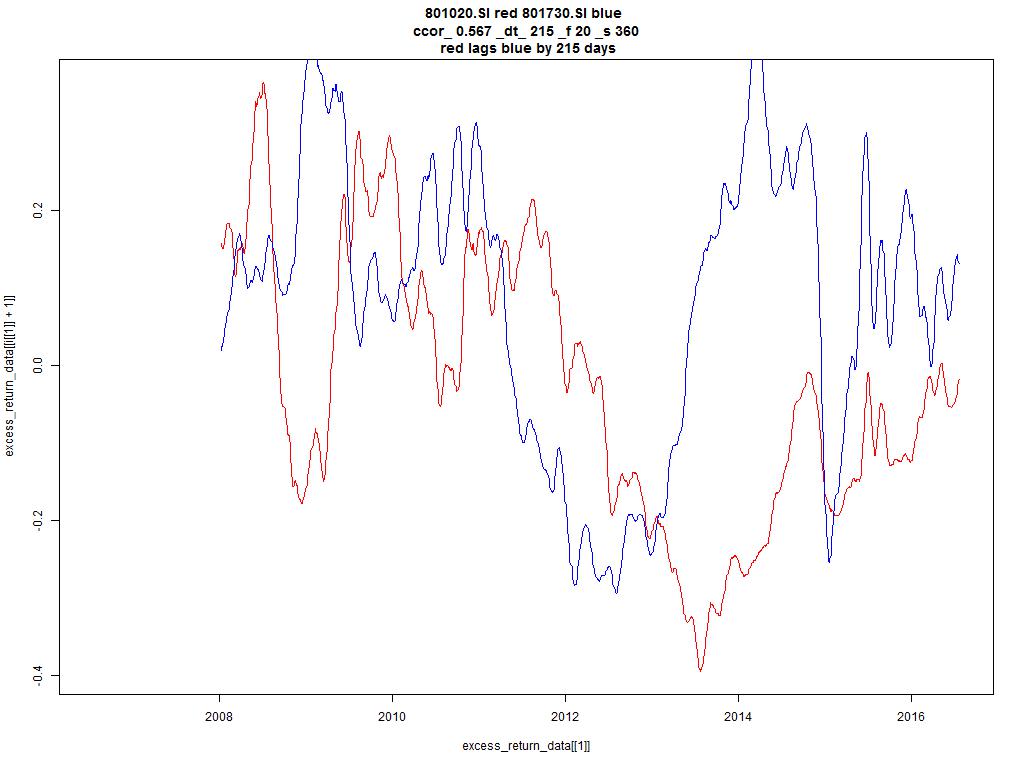 801020.SI red 801730.SI blue
ccor_ 0.567 _dt_ 215 _f 20 _s 360
red lags blue by 215 days
excess_return_data[[i[[1]] + 1]]
0.2
0.0
-0.2
-0.4
2008 2010 2012 2014 2016
excess_return_data[[1]]